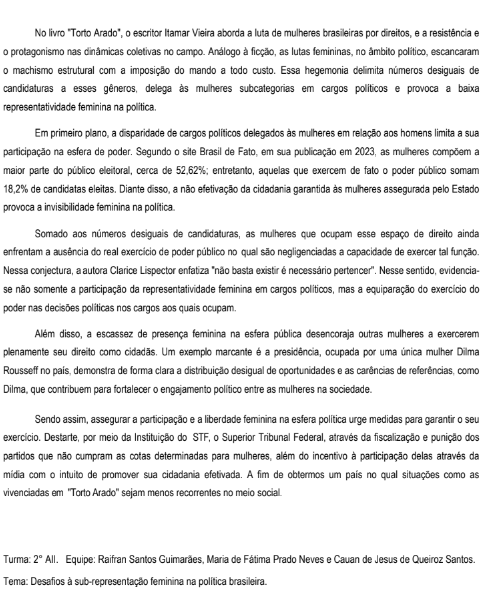 No livro "Torto Arado", o escritor Itamar Vieira aborda a luta de mulheres brasileiras por direitos, e a resistência e
o protagonismo nas dinâmicas coletivas no campo. Análogo à ficção, as lutas femininas, no âmbito político, escancaram
o machismo estrutural com a imposição do mando a todo custo. Essa hegemonia delimita números desiguais de
candidaturas a esses gêneros, delega às mulheres subcategorias em cargos políticos e provoca a baixa
representatividade feminina na política.
Em primeiro plano, a disparidade de cargos políticos delegados às mulheres em relação aos homens limita a sua
participação na esfera de poder. Segundo o site Brasil de Fato, em sua publicação em 2023, as mulheres compõem a
maior parte do público eleitoral, cerca de 52,62%; entretanto, aquelas que exercem de fato o poder público somam
18,2% de candidatas eleitas. Diante disso, a não efetivação da cidadania garantida às mulheres assegurada pelo Estado
provoca a invisibilidade feminina na política.
Somado aos números desiguais de candidaturas, as mulheres que ocupam esse espaço de direito ainda
enfrentam a ausência do real exercício de poder público no qual são negligenciadas a capacidade de exercer tal função.
Nessa conjectura, a autora Clarice Lispector enfatiza "não basta existir é necessário pertencer". Nesse sentido, evidencia-
se não somente a participação da representatividade feminina em cargos políticos, mas a equiparação do exercício do
poder nas decisões políticas nos cargos aos quais ocupam.
Além disso, a escassez de presença feminina na esfera pública desencoraja outras mulheres a exercerem
plenamente seu direito como cidadãs. Um exemplo marcante é a presidência, ocupada por uma única mulher Dilma
Rousseff no país, demonstra de forma clara a distribuição desigual de oportunidades e as carências de referências, como
Dilma, que contribuem para fortalecer o engajamento político entre as mulheres na sociedade.
Sendo assim, assegurar a participação e a liberdade feminina na esfera política urge medidas para garantir o seu
exercício. Destarte, por meio da Instituição do STF, o Superior Tribunal Federal, através da fiscalização e punição dos
partidos que não cumpram as cotas determinadas para mulheres, além do incentivo à participação delas através da
mídia com o intuito de promover sua cidadania efetivada. A fim de obtermos um país no qual situações como as
vivenciadas em "Torto Arado" sejam menos recorrentes no meio social.
Turma: 2° AII. Equipe: Raifran Santos Guimarães, Maria de Fátima Prado Neves e Cauan de Jesus de Queiroz Santos.
Tema: Desafios à sub-representação feminina na política brasileira.